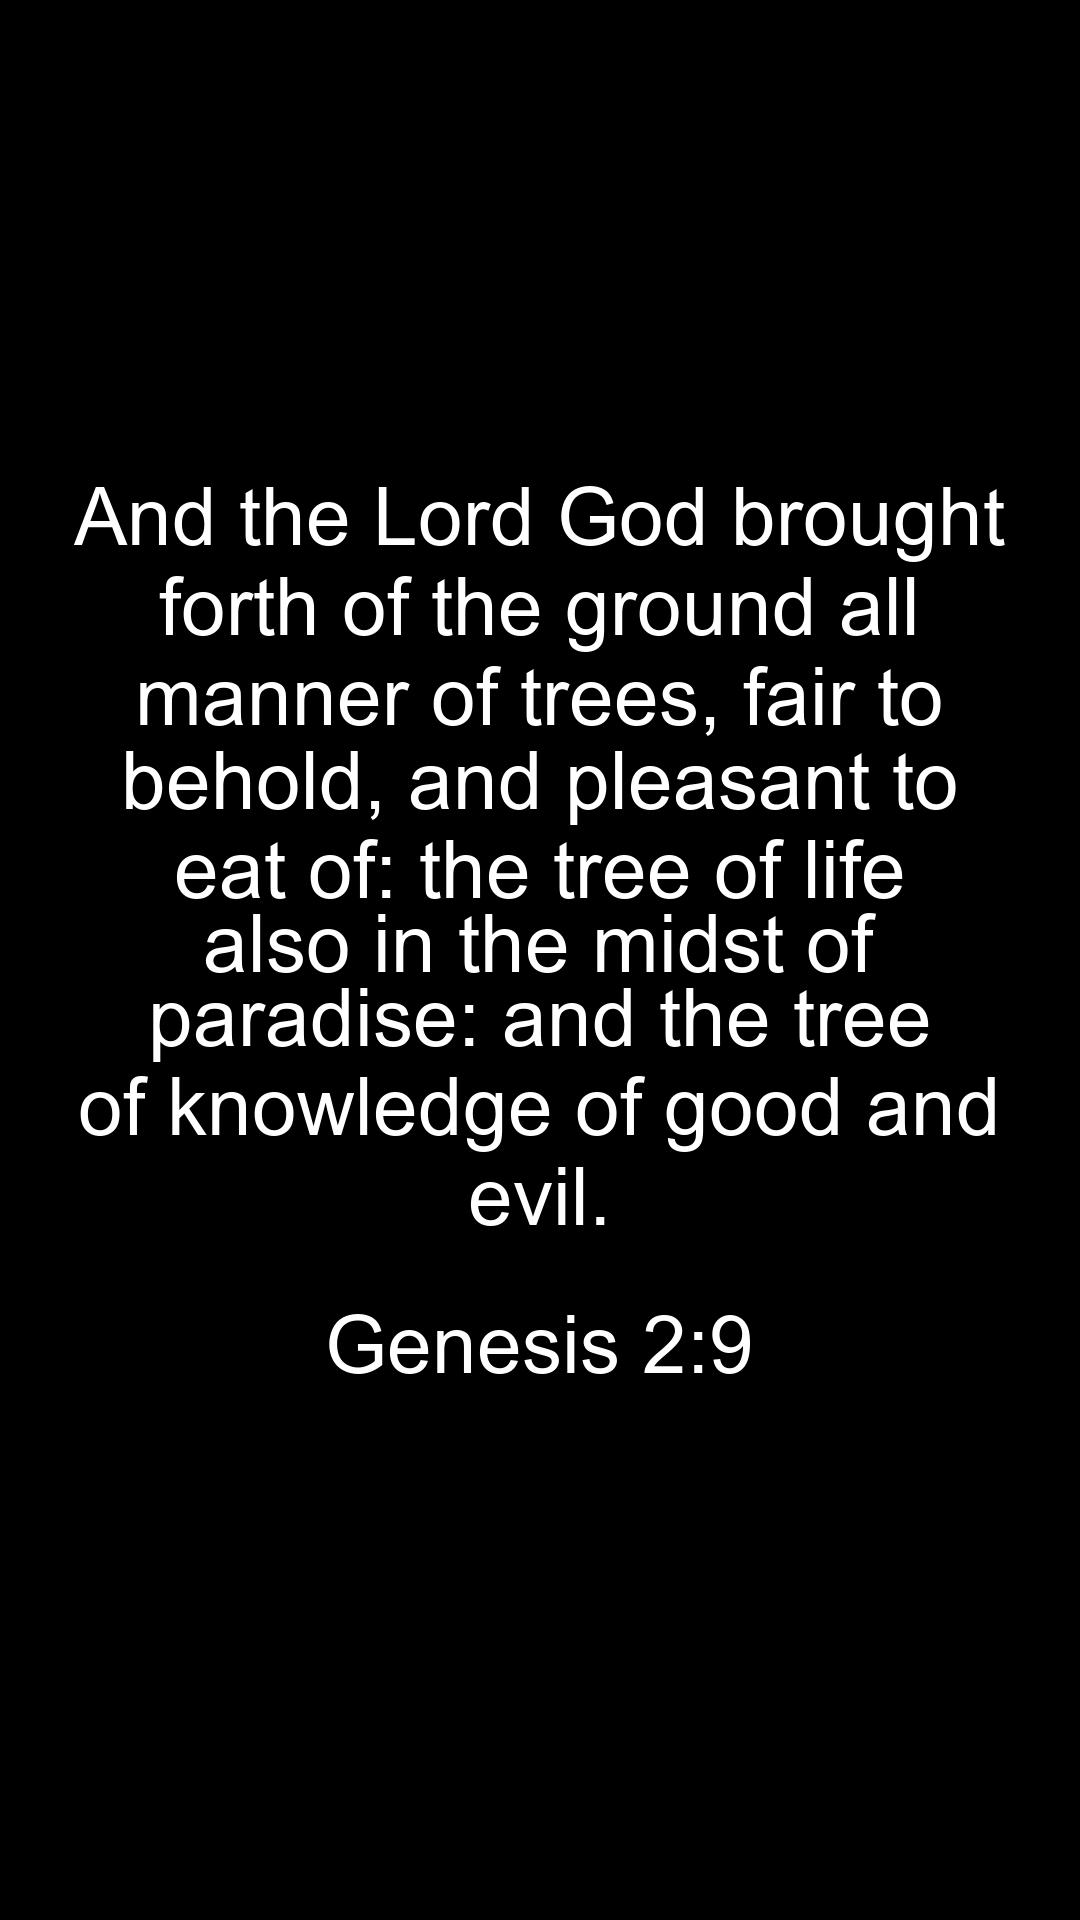 And the Lord God brought
forth of the ground all
manner of trees, fair to
behold, and pleasant to
eat of: the tree of life
also in the midst of
paradise: and the tree
of knowledge of good and
evil.
Genesis 2:9